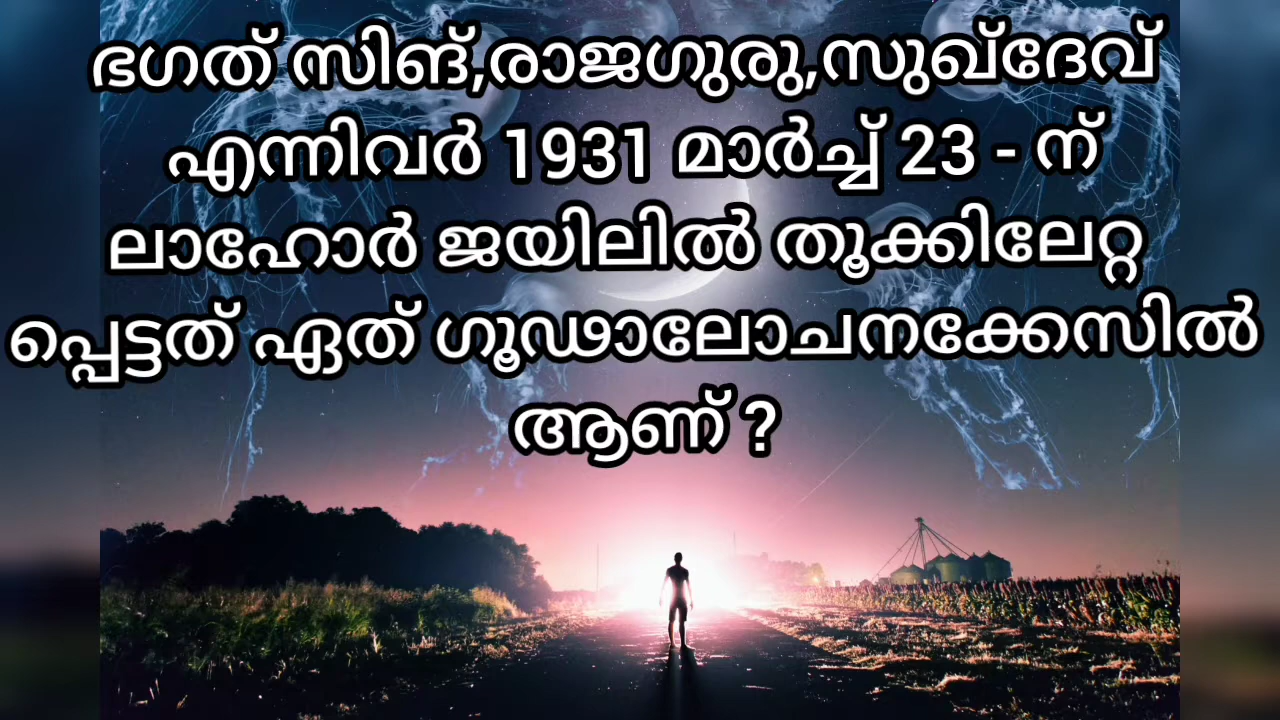 ഭഗത് സിങ്,രാജഗുരു,സുഖ്ദേവ്
എന്നിവർ 1931 മാർച്ച് 23 - ന്
ലാഹോർ ജയിലിൽ തൂക്കിലേറ്റ
പ്പെട്ടത് ഏത് ഗൂഢാലോചനക്കേസിൽ
ആണ് ?